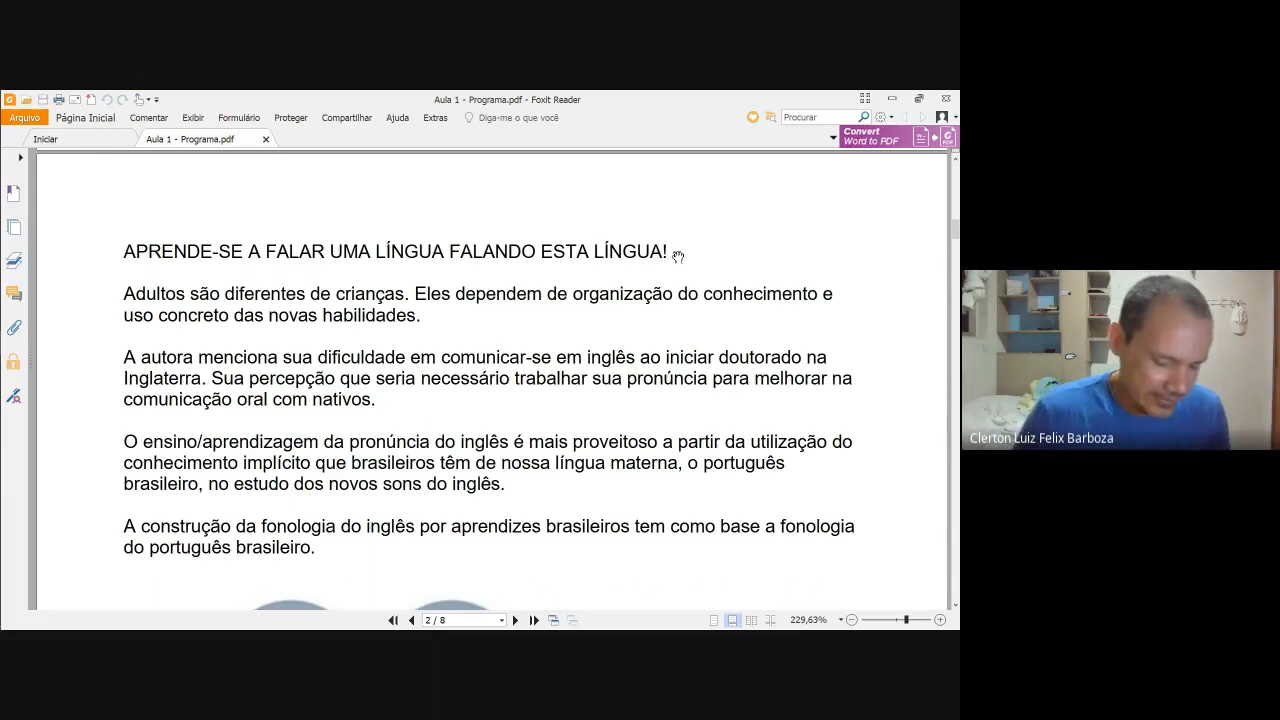 Aula 1 - Programa.pdf - Foxit Reader
Arquivo Página Inicial Comentar Exibir Formulário Proteger Compartilhar Ajuda Extras Diga-me o que você Procurar
Iniciar Aula 1 - Programa.pdf Convert Word to PDF
APRENDE-SE A FALAR UMA LÍNGUA FALANDO ESTA LÍNGUA!
Adultos são diferentes de crianças. Eles dependem de organização do conhecimento e
uso concreto das novas habilidades.
A autora menciona sua dificuldade em comunicar-se em inglês ao iniciar doutorado na
Inglaterra. Sua percepção que seria necessário trabalhar sua pronúncia para melhorar na
comunicação oral com nativos.
O ensino/aprendizagem da pronúncia do inglês é mais proveitoso a partir da utilização do
conhecimento implícito que brasileiros têm de nossa língua materna, o português
brasileiro, no estudo dos novos sons do inglês.
A construção da fonologia do inglês por aprendizes brasileiros tem como base a fonologia
do português brasileiro.
2 / 8 229,63%
Clerton Luiz Felix Barboza